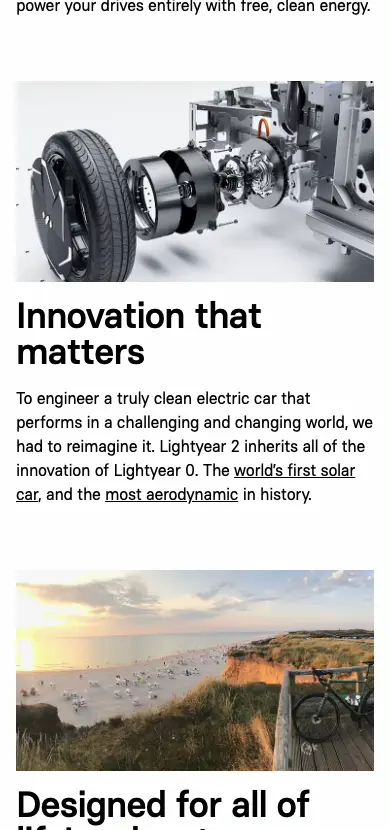 power your drives entirely with free, clean energy.
Innovation that
matters
To engineer a truly clean electric car that
performs in a challenging and changing world, we
had to reimagine it. Lightyear 2 inherits all of the
innovation of Lightyear 0. The world’s first solar
car, and the most aerodynamic in history.
Designed for all of